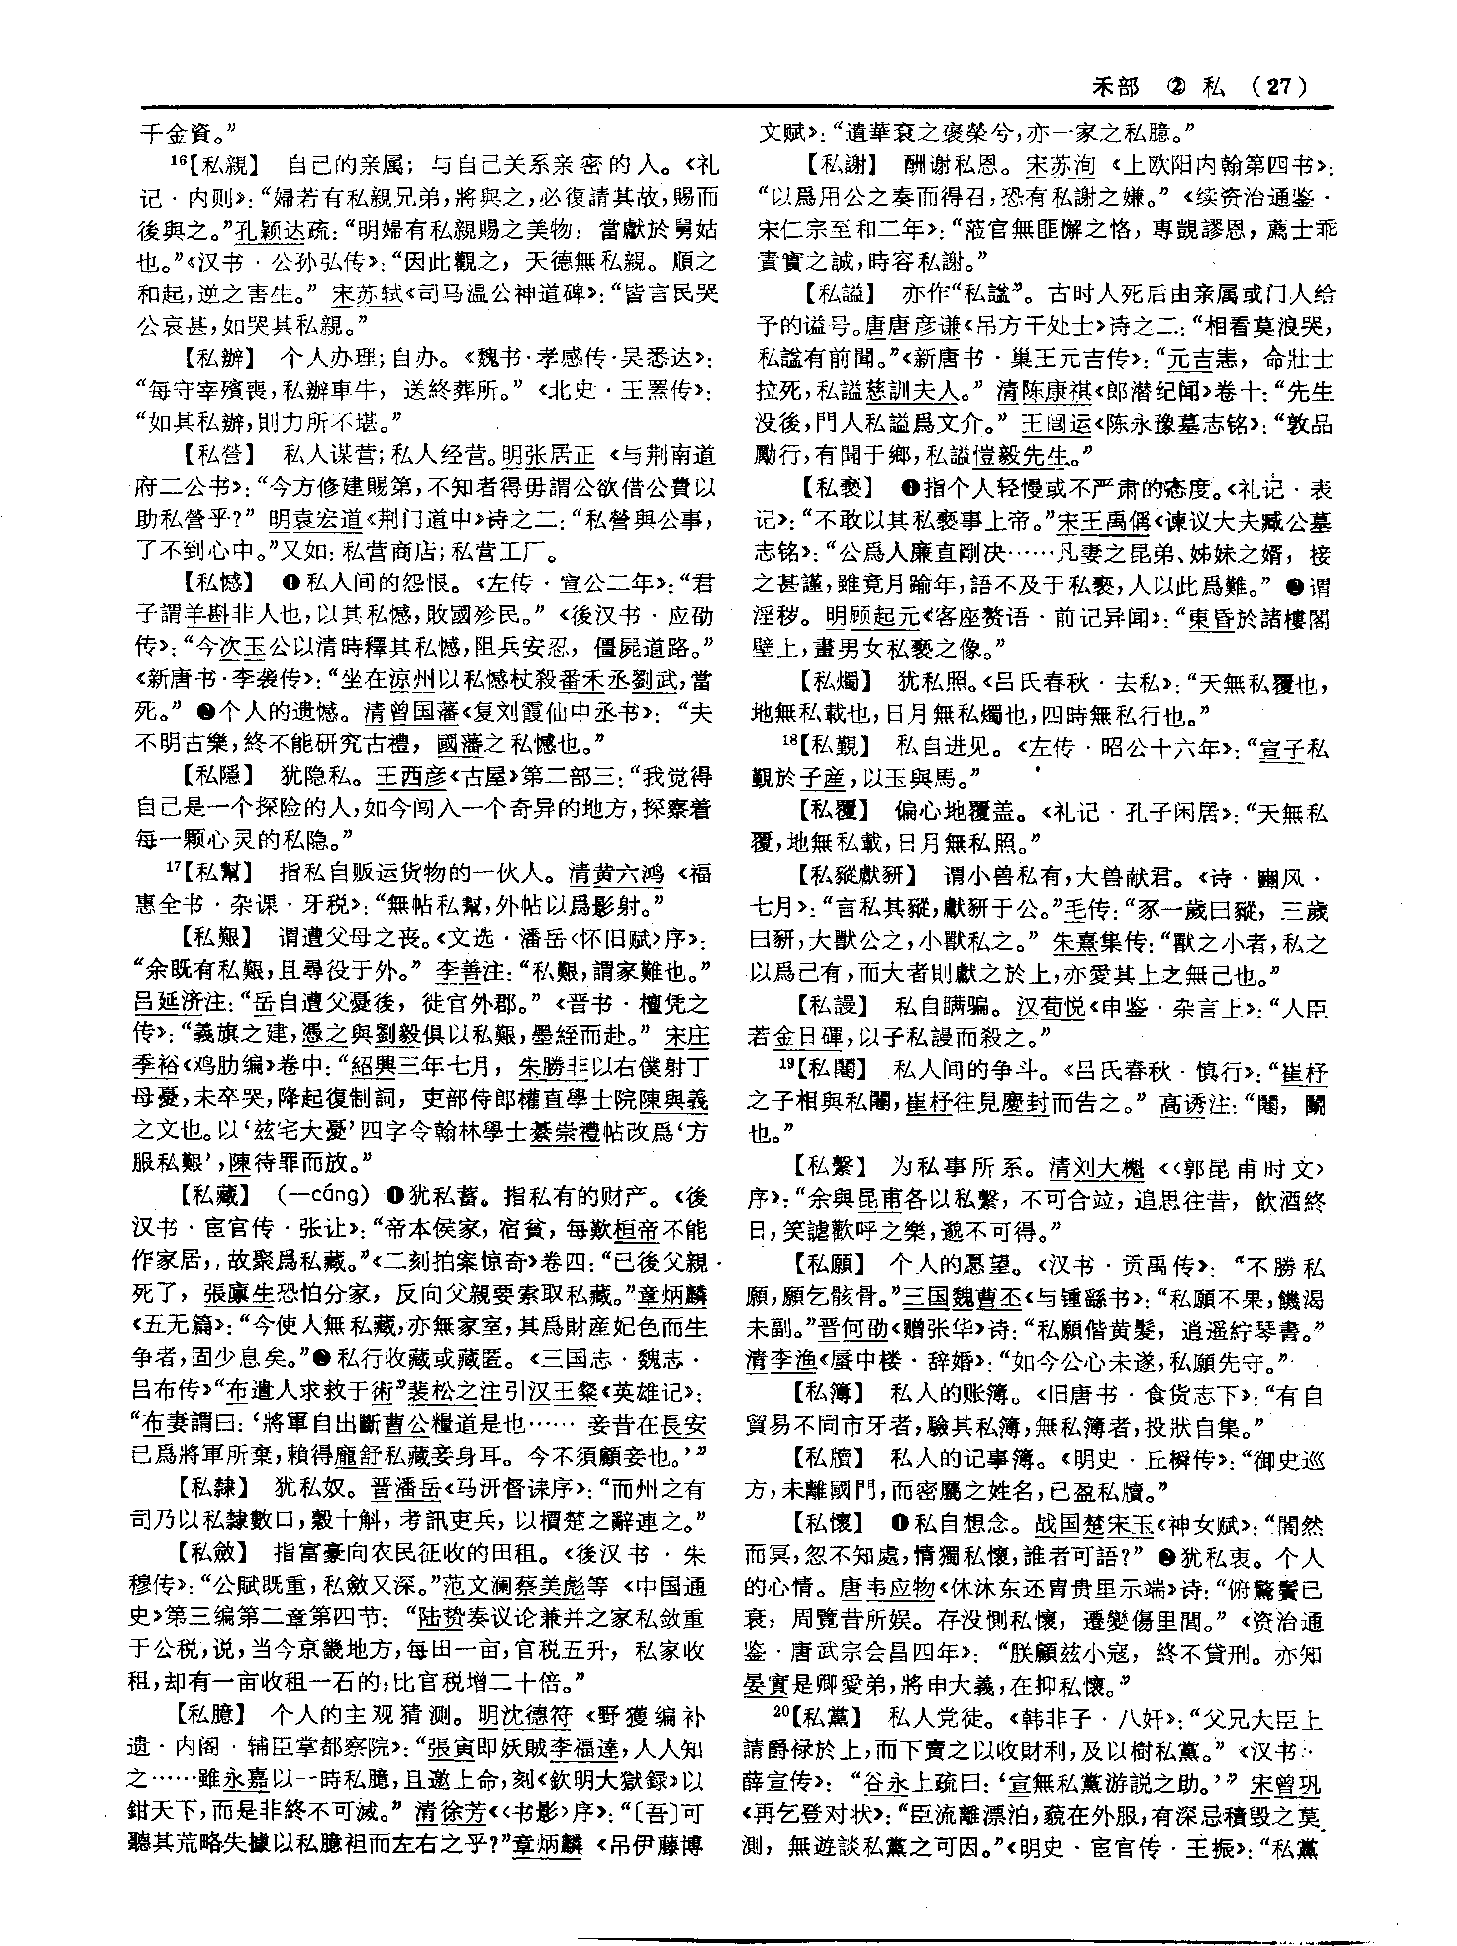 禾部　②　私　（27）
千金資。”
16【私親】　自己的亲属；与自己关系亲密的人。《礼
记·内则》：“婦若有私親兄弟，將與之，必復請其故，賜而
後與之。”孔颖达疏：“明婦有私親賜之美物，當獻於舅姑
也。”《汉书·公孙弘传》：“因此觀之，天德無私親。順之
和起，逆之害生。”宋苏轼《司马温公神道碑》：“皆言民哭
公哀甚，如哭其私親。”
【私辦】　个人办理；自办。《魏书·孝感传·吴悉达》：
“每守宰殯喪，私辦車牛，送終葬所。”《北史·王罴传》：
“如其私辦，則力所不堪。”
【私營】　私人谋营；私人经营。明张居正《与荆南道
府二公书》：“今方修建賜第，不知者得毋謂公欲借公費以
助私營乎？”明袁宏道《荆门道中》诗之二：“私營與公事，
了不到心中。”又如：私营商店；私营工厂。
【私憾】　❶私人间的怨恨。《左传·宣公二年》：“君
子謂羊斟非人也，以其私憾，敗國殄民。”《後汉书·应劭
传》：“今次玉公以清時釋其私憾，阻兵安忍，僵屍道路。”
《新唐书·李袭传》：“坐在凉州以私憾杖殺番禾丞劉武，當
死。”❷个人的遗憾。清曾国藩《复刘霞仙中丞书》：“夫
不明古樂，終不能研究古禮，國藩之私憾也。”
【私隱】　犹隐私。王西彦《古屋》第二部三：“我觉得
自己是一个探险的人，如今闯入一个奇异的地方，探察着
每一颗心灵的私隐。”
17【私幫】　指私自贩运货物的一伙人。清黄六鸿《福
惠全书·杂课·牙税》：“無帖私幫，外帖以爲影射。”
【私艱】　谓遭父母之丧。《文选·潘岳〈怀旧赋〉序》：
“余既有私艱，且尋役于外。”李善注：“私艱，謂家難也。”
吕延济注：“岳自遭父憂後，徙官外郡。”《晋书·檀凭之
传》：“義旗之建，憑之與劉毅俱以私艱，墨絰而赴。”宋庄
季裕《鸡肋编》卷中：“紹興三年七月，朱勝非以右僕射丁
母憂，未卒哭，降起復制詞，吏部侍郎權直學士院陳與義
之文也。以‘兹宅大憂’四字令翰林學士綦崇禮帖改爲‘方
服私艱’，陳待罪而放。”
【私藏】　（—cáng）❶犹私蓄。指私有的财产。《後
汉书·宦官传·张让》：“帝本侯家，宿貧，每歎桓帝不能
作家居，故聚爲私藏。”《二刻拍案惊奇》卷四：“已後父親
死了，張廩生恐怕分家，反向父親要索取私藏。”章炳麟
《五无篇》：“今使人無私藏，亦無家室，其爲財産妃色而生
争者，固少息矣。”❷私行收藏或藏匿。《三国志·魏志·
吕布传》“布遣人求救于術”裴松之注引汉王粲《英雄记》：
“布妻謂曰：‘將軍自出斷曹公糧道是也……妾昔在長安
已爲將軍所棄，賴得龐舒私藏妾身耳。今不須顧妾也。’”
【私隸】　犹私奴。晋潘岳《马汧督诔序》：“而州之有
司乃以私隸數口，穀十斛，考訊吏兵，以檟楚之辭連之。”
【私斂】　指富豪向农民征收的田租。《後汉书·朱
穆传》：“公賦既重，私斂又深。”范文澜蔡美彪等《中国通
史》第三编第二章第四节：“陆贽奏议论兼并之家私敛重
于公税，说，当今京畿地方，每田一亩，官税五升，私家收
租，却有一亩收租一石的，比官税增二十倍。”
【私臆】　个人的主观猜测。明沈德符《野獲编补
遗·内阁·辅臣掌都察院》：“張寅即妖賊李福達，人人知
之……雖永嘉以一時私臆，且邀上命，刻《欽明大獄録》以
鉗天下，而是非終不可滅。”清徐芳《〈书影〉序》：“〔吾〕可
聽其荒略失據以私臆袒而左右之乎？”章炳麟《吊伊藤博
文赋》：“遺華袞之褒榮兮，亦一家之私臆。”
【私謝】　酬谢私恩。宋苏洵《上欧阳内翰第四书》：
“以爲用公之奏而得召，恐有私謝之嫌。”《续资治通鉴·
宋仁宗至和二年》：“蒞官無匪懈之恪，專覬謬恩，薦士乖
責實之誠，時容私謝。”
【私謚】　亦作“私諡”。古时人死后由亲属或门人给
予的谥号。唐唐彦谦《吊方干处士》诗之二：“相看莫浪哭，
私諡有前聞。”《新唐书·巢王元吉传》：“元吉恚，命壯士
拉死，私謚慈訓夫人。”清陈康祺《郎潜纪闻》卷十：“先生
没後，門人私謚爲文介。”王闿运《陈永豫墓志铭》：“敦品
勵行，有聞于鄉，私謚愷毅先生。”
【私褻】　❶指个人轻慢或不严肃的态度。《礼记·表
记》：“不敢以其私褻事上帝。”宋王禹偁《谏议大夫臧公墓
志铭》：“公爲人廉直剛决……凡妻之昆弟、姊妹之婿，接
之甚謹，雖竟月踰年，語不及于私褻，人以此爲難。”❷谓
淫秽。明顾起元《客座赘语·前记异闻》：“東昏於諸樓閣
壁上，畫男女私褻之像。”
【私燭】　犹私照。《吕氏春秋·去私》：“天無私覆也，
地無私載也，日月無私燭也，四時無私行也。”
18【私覲】　私自进见。《左传·昭公十六年》：“宣子私
覲於子産，以玉與馬。”
【私覆】　偏心地覆盖。《礼记·孔子闲居》：“天無私
覆，地無私載，日月無私照。”
【私豵獻豜】　谓小兽私有，大兽献君。《诗·豳风·
七月》：“言私其豵，獻豜于公。”毛传：“豕一歲曰豵，三歲
曰豜，大獸公之，小獸私之。”朱熹集传：“獸之小者，私之
以爲己有，而大者則獻之於上，亦愛其上之無己也。”
【私謾】　私自瞒骗。汉荀悦《申鉴·杂言上》：“人臣
若金日磾，以子私謾而殺之。”
19【私鬮】　私人间的争斗。《吕氏春秋·慎行》：“崔杼
之子相與私鬮，崔杼往見慶封而告之。”高诱注：“鬮，鬭
也。”
【私繫】　为私事所系。清刘大櫆《〈郭昆甫时文〉
序》：“余與昆甫各以私繫，不可合竝，追思往昔，飲酒終
日，笑謔歡呼之樂，邈不可得。”
【私願】　个人的愿望。《汉书·贡禹传》：“不勝私
願，願乞骸骨。”三国魏曹丕《与锺繇书》：“私願不果，饑渴
未副。”晋何劭《赠张华》诗：“私願偕黄髮，逍遥綜琴書。”
清李渔《蜃中楼·辞婚》：“如今公心未遂，私願先守。”
【私簿】　私人的账簿。《旧唐书·食货志下》：“有自
貿易不同市牙者，驗其私簿，無私簿者，投狀自集。”
【私牘】　私人的记事簿。《明史·丘橓传》：“御史巡
方，未離國門，而密屬之姓名，已盈私牘。”
【私懷】　❶私自想念。战国楚宋玉《神女赋》：“闇然
而冥，忽不知處，情獨私懷，誰者可語？”❷犹私衷。个人
的心情。唐韦应物《休沐东还胄贵里示端》诗：“俯驚鬢已
衰，周覽昔所娱。存没惻私懷，遷變傷里閭。”《资治通
鉴·唐武宗会昌四年》：“朕顧兹小寇，終不貸刑。亦知
晏實是卿愛弟，將申大義，在抑私懷。”
20【私黨】　私人党徒。《韩非子·八奸》：“父兄大臣上
請爵禄於上，而下賣之以收財利，及以樹私黨。”《汉书·
薛宣传》：“谷永上疏曰：‘宣無私黨游説之助。’”宋曾巩
《再乞登对状》：“臣流離漂泊，藐在外服，有深忌積毁之莫
測，無遊談私黨之可因。”《明史·宦官传·王振》：“私黨